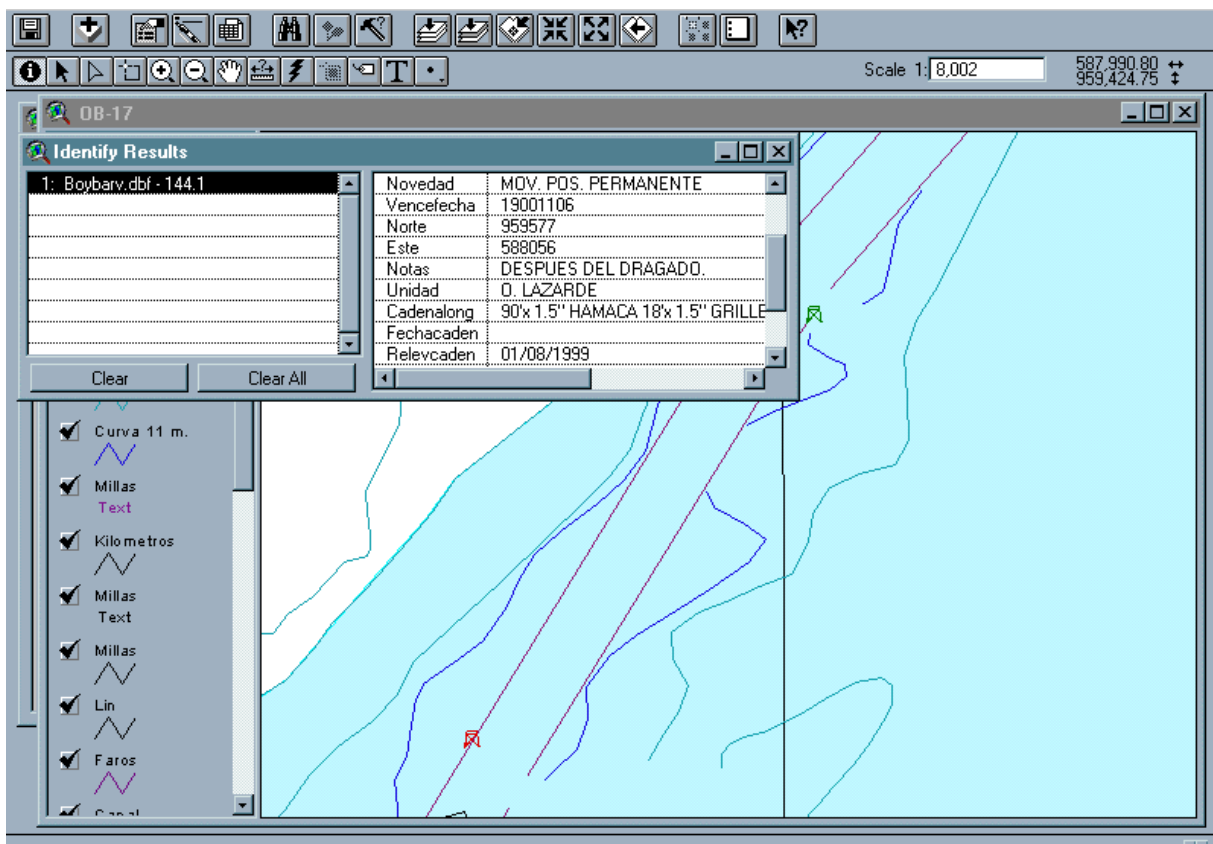 Scale 1: 8,002
587,990.80
959,424.75
OB-17
Identify Results
1: Boybarv.dbf - 144.1
Novedad MOV. POS. PERMANENTE
Vencefecha 19001106
Norte 959577
Este 588056
Notas DESPUES DEL DRAGADO.
Unidad O. LAZARDE
Cadenalong 90'x 1.5" HAMACA 18'x 1.5" GRILLE
Fechacaden
Relevcaden 01/08/1999
Clear Clear All
Curva 11 m.
Millas
Text
Kilometros
Millas
Text
Millas
Lin
Faros